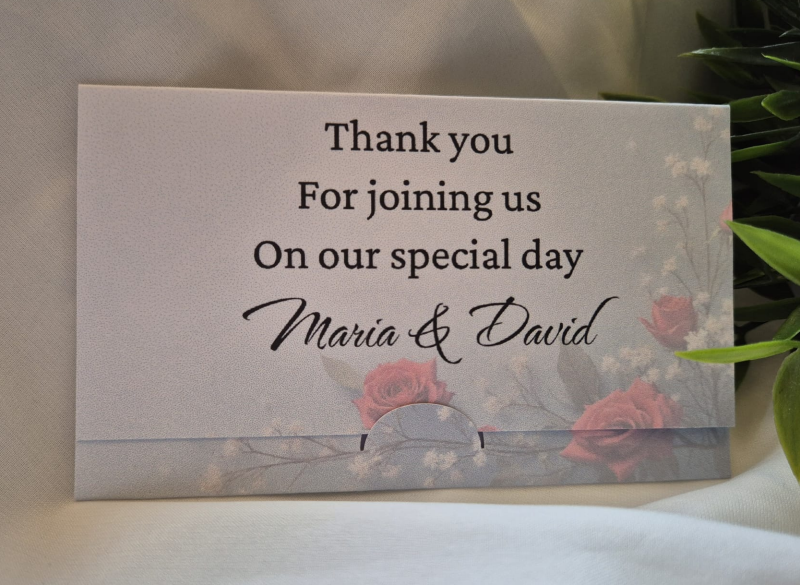 Thank you
For joining us
On our special day
Maria & David